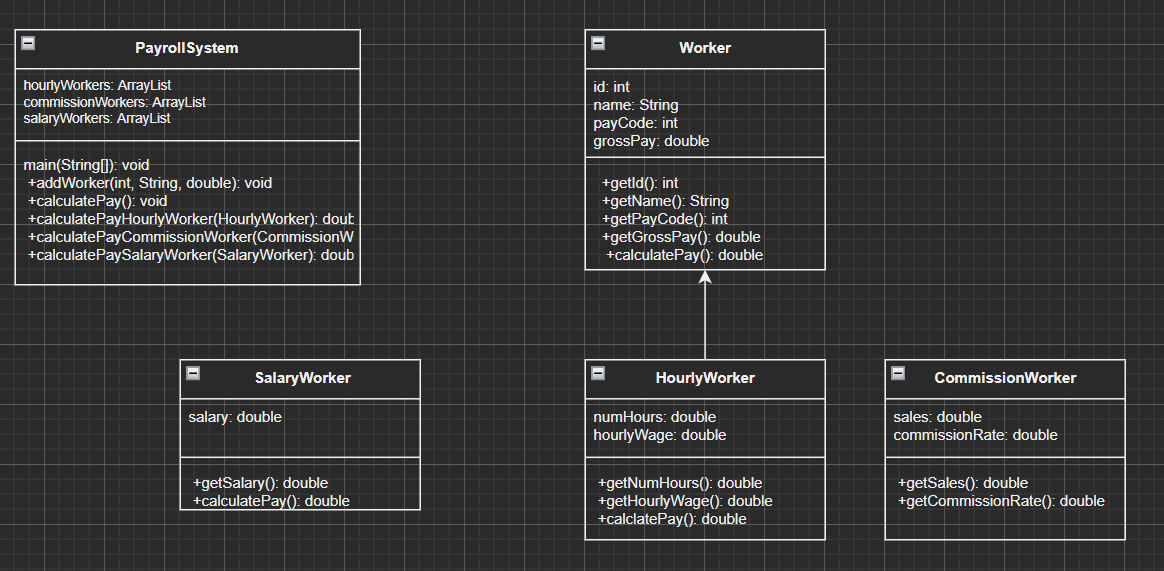 PayrollSystem
hourlyWorkers: ArrayList
commissionWorkers: ArrayList
salaryWorkers: ArrayList
main(String[]): void
+addWorker(int, String, double): void
+calculatePay(): void
+calculatePayHourlyWorker(HourlyWorker): doub
+calculatePayCommissionWorker(CommissionW
+calculatePaySalaryWorker(SalaryWorker): doub
Worker
id: int
name: String
payCode: int
grossPay: double
+getId(): int
+getName(): String
+getPayCode(): int
+getGrossPay(): double
+calculatePay(): double
SalaryWorker
salary: double
+getSalary(): double
+calculatePay(): double
HourlyWorker
numHours: double
hourlyWage: double
+getNumHours(): double
+getHourlyWage(): double
+calclatePay(): double
CommissionWorker
sales: double
commissionRate: double
+getSales(): double
+getCommissionRate(): double